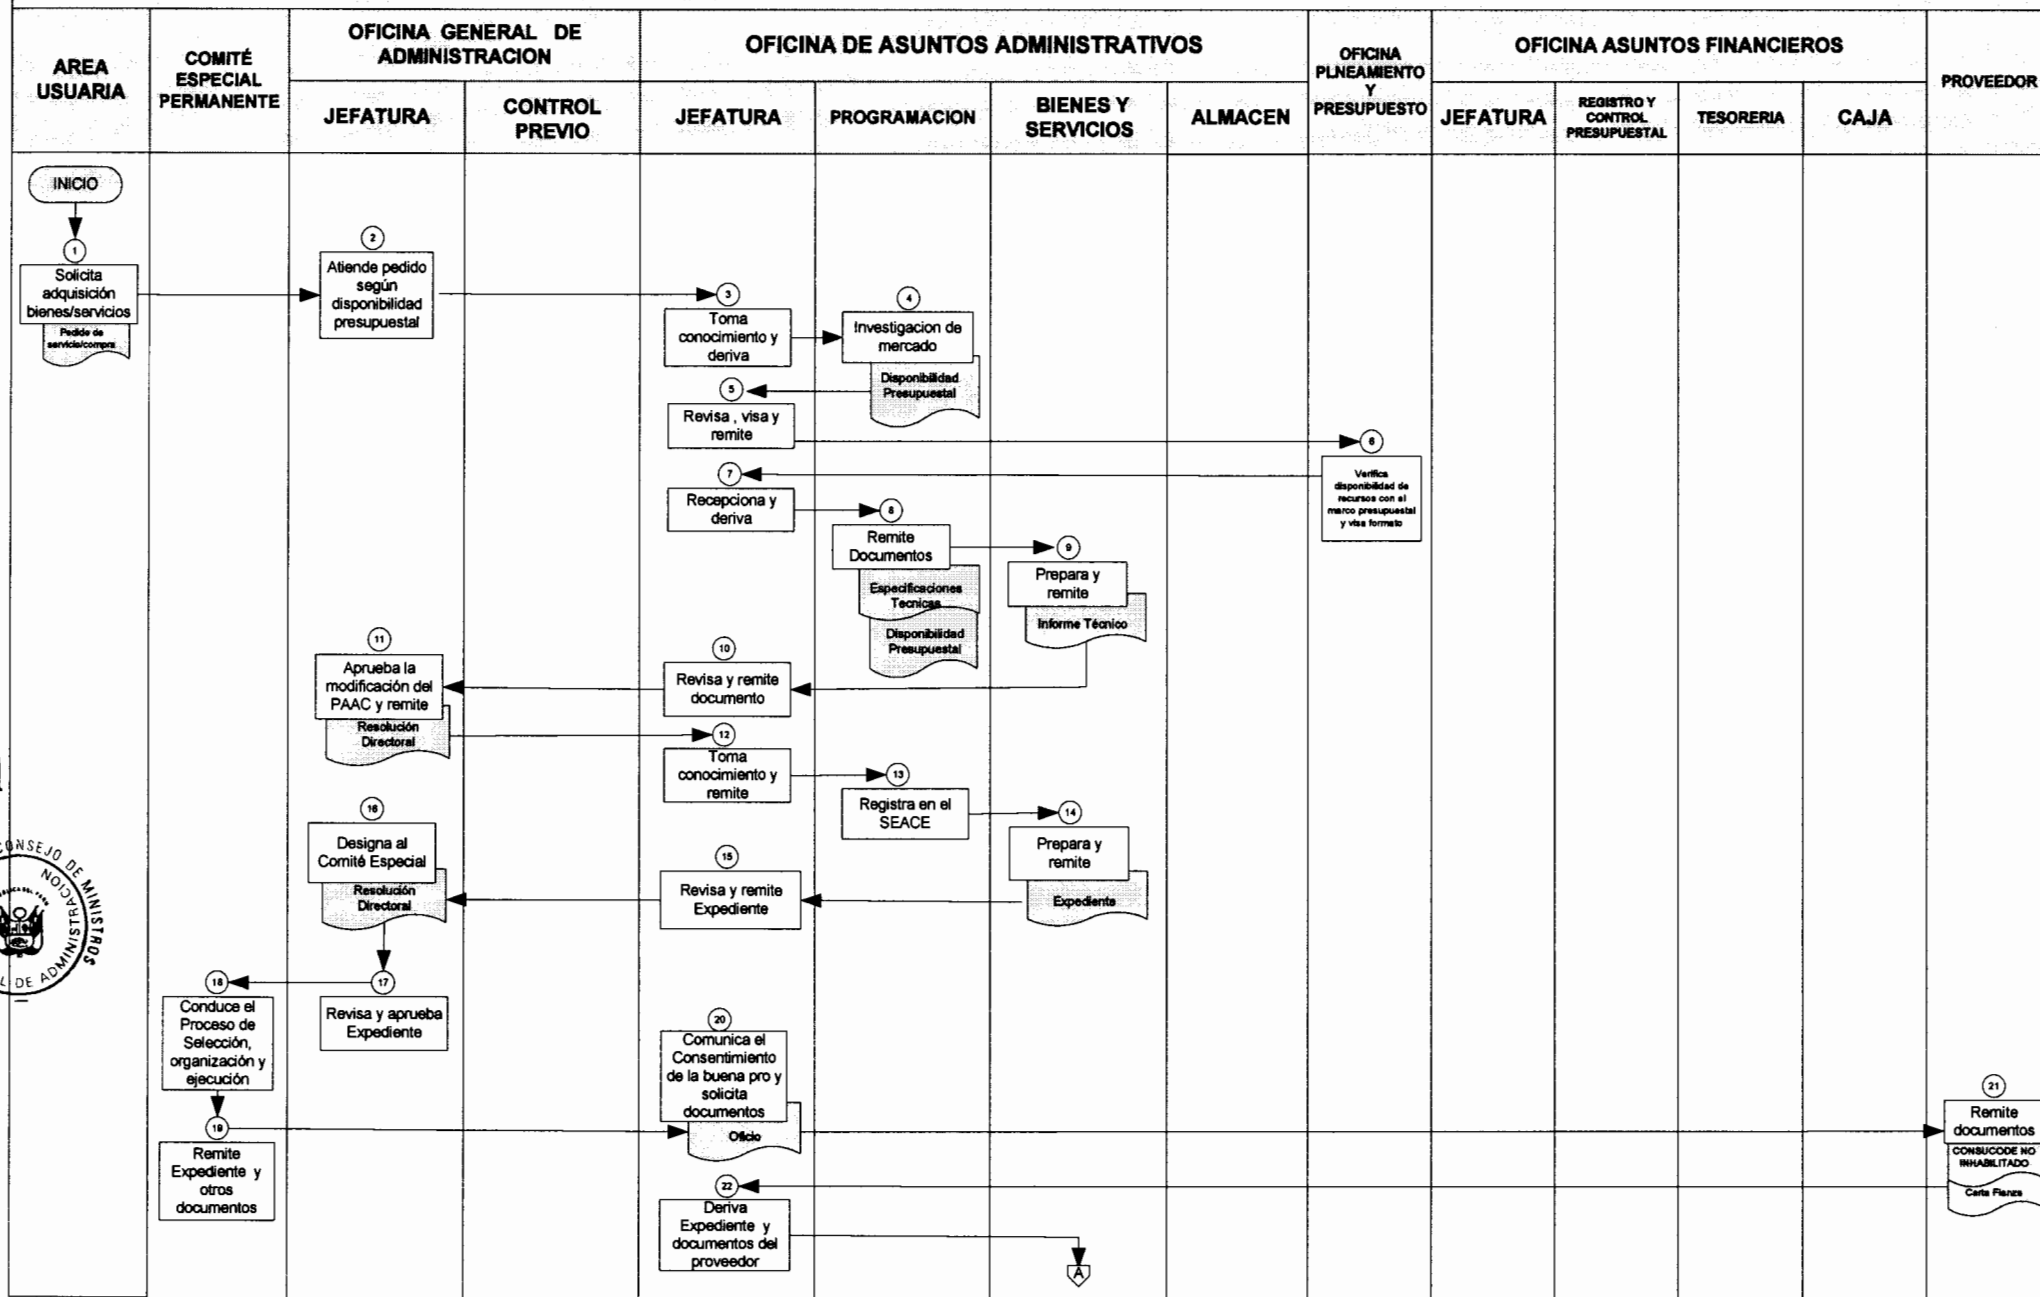 AREA
USUARIA
COMITÉ
ESPECIAL
PERMANENTE
OFICINA GENERAL DE
ADMINISTRACION
JEFATURA
CONTROL
PREVIO
OFICINA DE ASUNTOS ADMINISTRATIVOS
JEFATURA
PROGRAMACION
BIENES Y
SERVICIOS
ALMACEN
OFICINA
PLNEAMIENTO
Y
PRESUPUESTO
OFICINA ASUNTOS FINANCIEROS
JEFATURA
REGISTRO Y
CONTROL
PRESUPUESTAL
TESORERIA
CAJA
PROVEEDOR
INICIO
1
Solicita
adquisición
bienes/servicios
Pedido de
servicio/compra
2
Atiende pedido
según
disponibilidad
presupuestal
3
Toma
conocimiento y
deriva
4
Investigacion de
mercado
Disponibilidad
Presupuestal
5
Revisa , visa y
remite
6
Verifica
disponibilidad de
recursos con el
marco presupuestal
y visa formato
7
Recepciona y
deriva
8
Remite
Documentos
Especificaciones
Tecnicas
Disponibilidad
Presupuestal
9
Prepara y
remite
Informe Técnico
10
Revisa y remite
documento
11
Aprueba la
modificación del
PAAC y remite
Resolución
Directoral
12
Toma
conocimiento y
remite
13
Registra en el
SEACE
14
Prepara y
remite
Expediente
15
Revisa y remite
Expediente
16
Designa al
Comité Especial
Resolución
Directoral
17
Revisa y aprueba
Expediente
18
Conduce el
Proceso de
Selección,
organización y
ejecución
19
Remite
Expediente y
otros
documentos
20
Comunica el
Consentimiento
de la buena pro y
solicita
documentos
Oficio
21
Remite
documentos
CONSUCODE NO
INHABILITADO
Carta Fianza
22
Deriva
Expediente y
documentos del
proveedor
A
CONSEJO DE MINISTROS
DE ADMINISTRACION